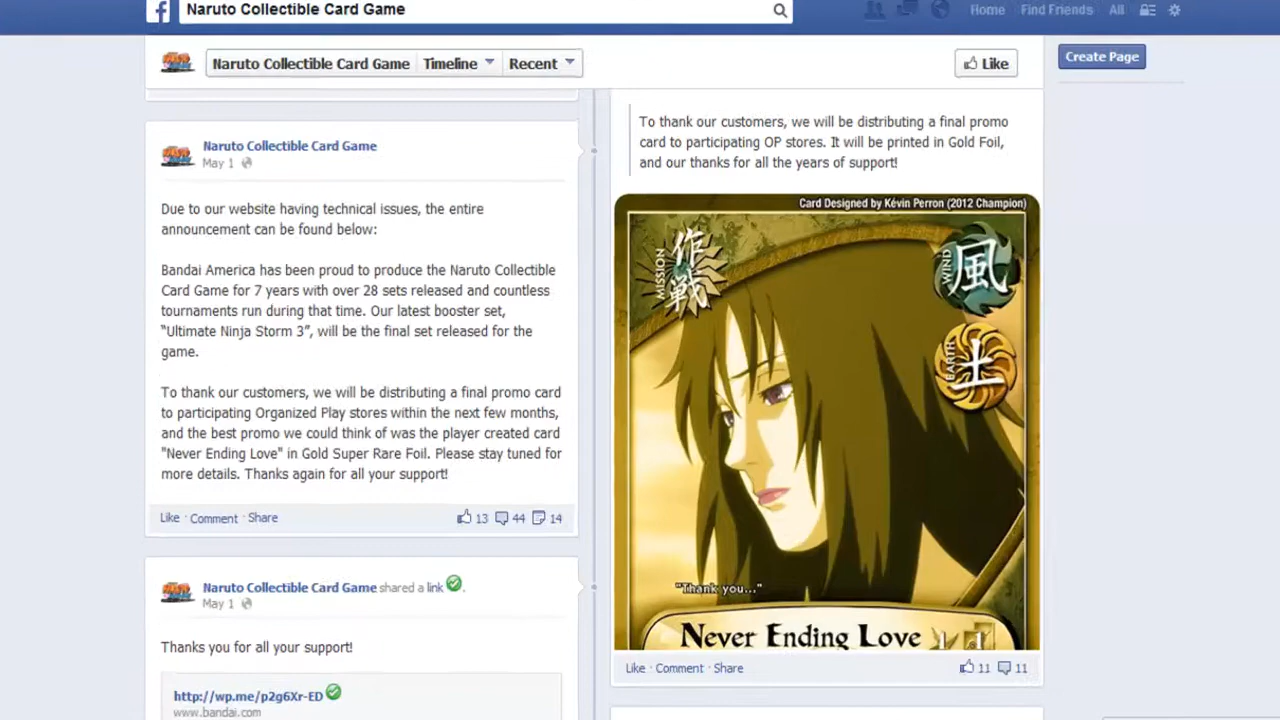 Naruto Collectible Card Game
Home Find Friends All
Naruto Collectible Card Game Timeline Recent
Like
Create Page
Naruto Collectible Card Game
May 1
Due to our website having technical issues, the entire
announcement can be found below:
Bandai America has been proud to produce the Naruto Collectible
Card Game for 7 years with over 28 sets released and countless
tournaments run during that time. Our latest booster set,
“Ultimate Ninja Storm 3”, will be the final set released for the
game.
To thank our customers, we will be distributing a final promo card
to participating Organized Play stores within the next few months,
and the best promo we could think of was the player created card
"Never Ending Love" in Gold Super Rare Foil. Please stay tuned for
more details. Thanks again for all your support!
Like · Comment · Share 13 44 14
Naruto Collectible Card Game shared a link .
May 1
Thanks you for all your support!
http://wp.me/p2g6Xr-ED
www.bandai.com
To thank our customers, we will be distributing a final promo
card to participating OP stores. It will be printed in Gold Foil,
and our thanks for all the years of support!
Card Designed by Kévin Perron (2012 Champion)
MISSION
作戦
WIND
風
EARTH
土
"Thank you..."
Never Ending Love 1 1
Like · Comment · Share 11 11